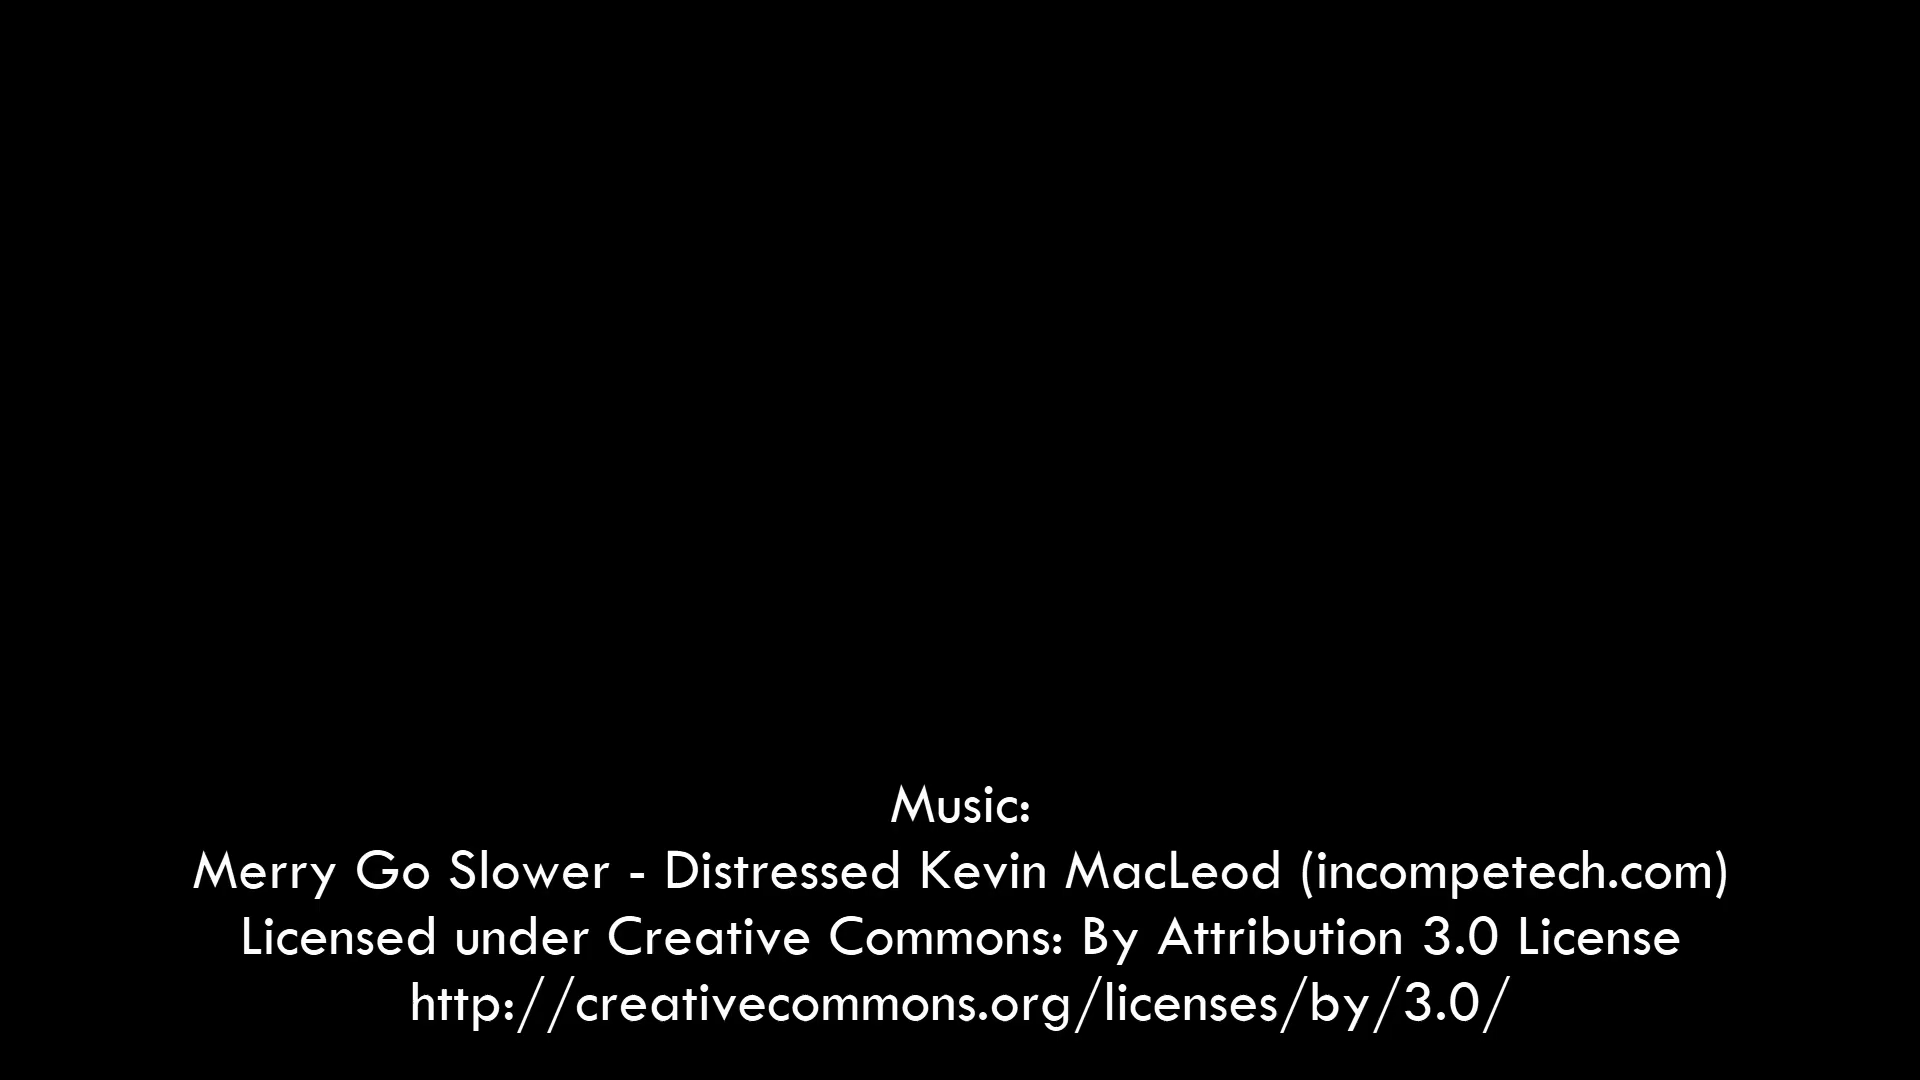 Music:
Merry Go Slower - Distressed Kevin MacLeod (incompetech.com)
Licensed under Creative Commons: By Attribution 3.0 License
http://creativecommons.org/licenses/by/3.0/